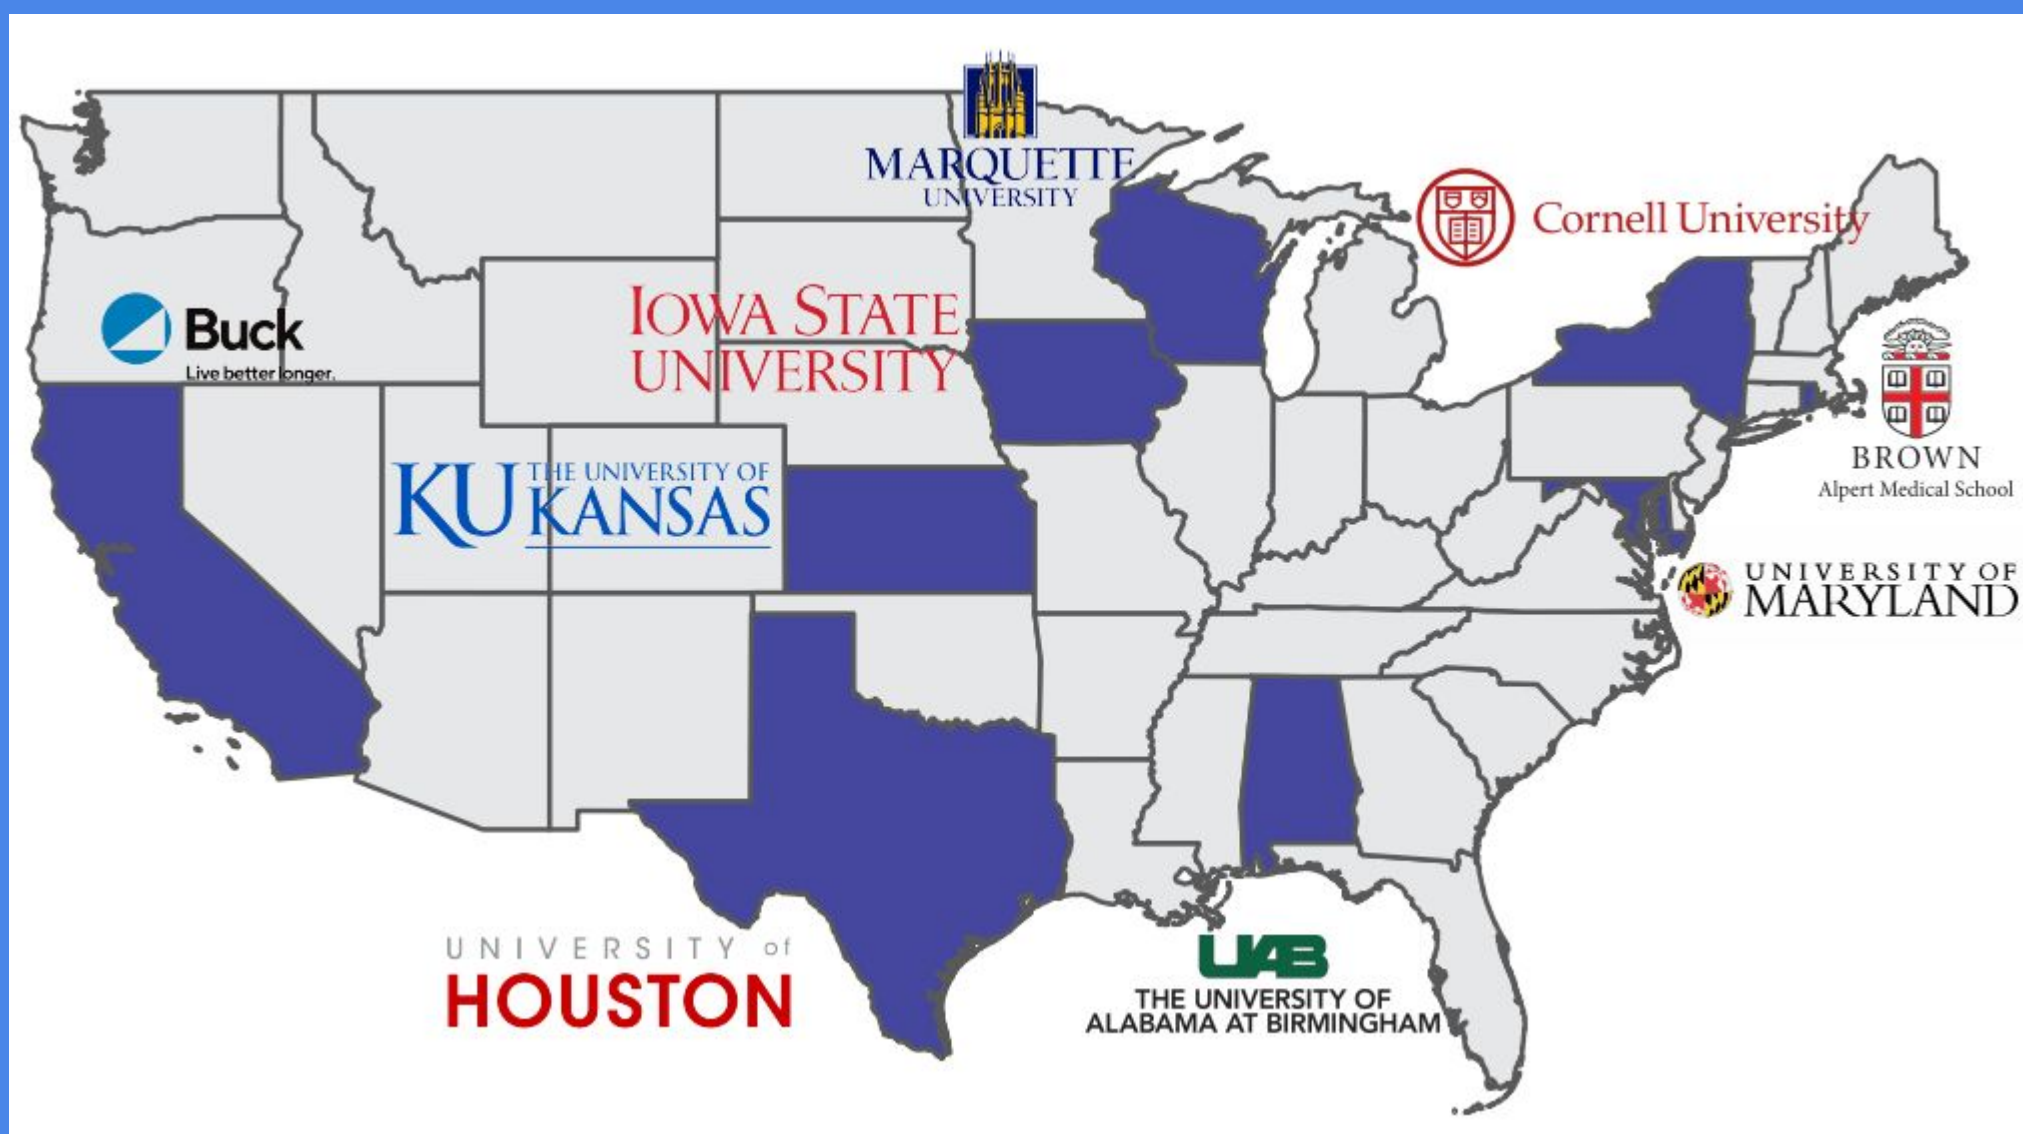 MARQUETTE
UNIVERSITY
Cornell University
Buck
Live better longer.
IOWA STATE
UNIVERSITY
BROWN
Alpert Medical School
KU THE UNIVERSITY OF
KANSAS
UNIVERSITY OF
MARYLAND
UNIVERSITY of
HOUSTON
UAB
THE UNIVERSITY OF
ALABAMA AT BIRMINGHAM